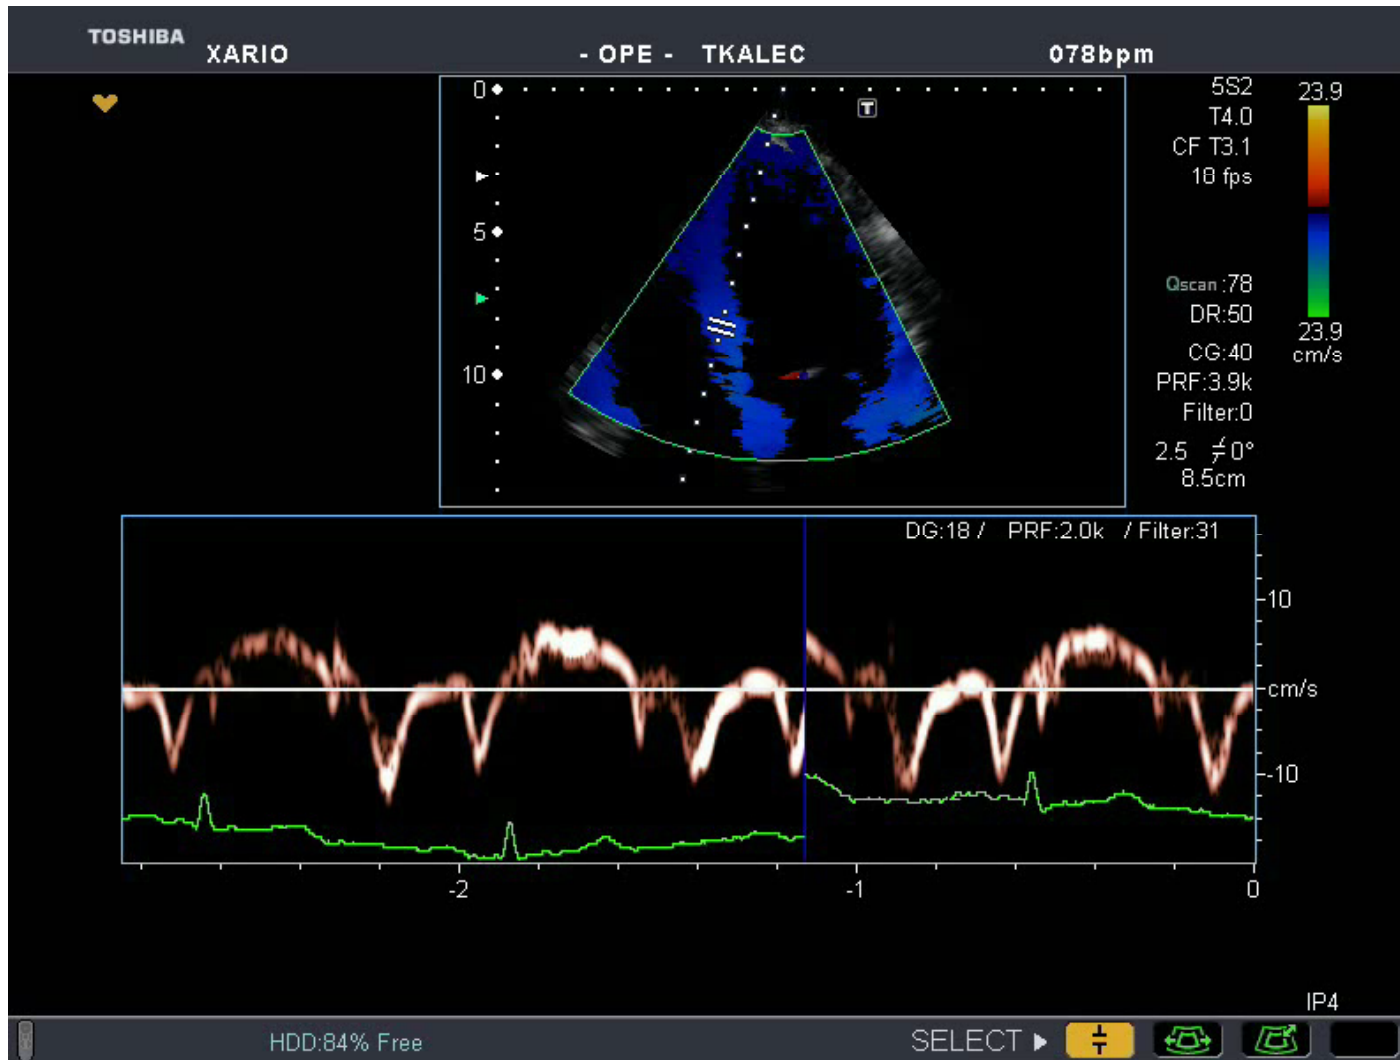 TOSHIBA
XARIO - OPE - TKALEC 078bpm
T
5S2
T4.0
CF T3.1
18 fps
23.9
0
5
10
Qscan :78
DR:50
CG:40
PRF:3.9k
Filter:0
2.5 ≠0°
8.5cm
23.9
cm/s
DG:18 / PRF:2.0k / Filter:31
10
cm/s
-10
-2 -1 0
IP4
HDD:84% Free
SELECT